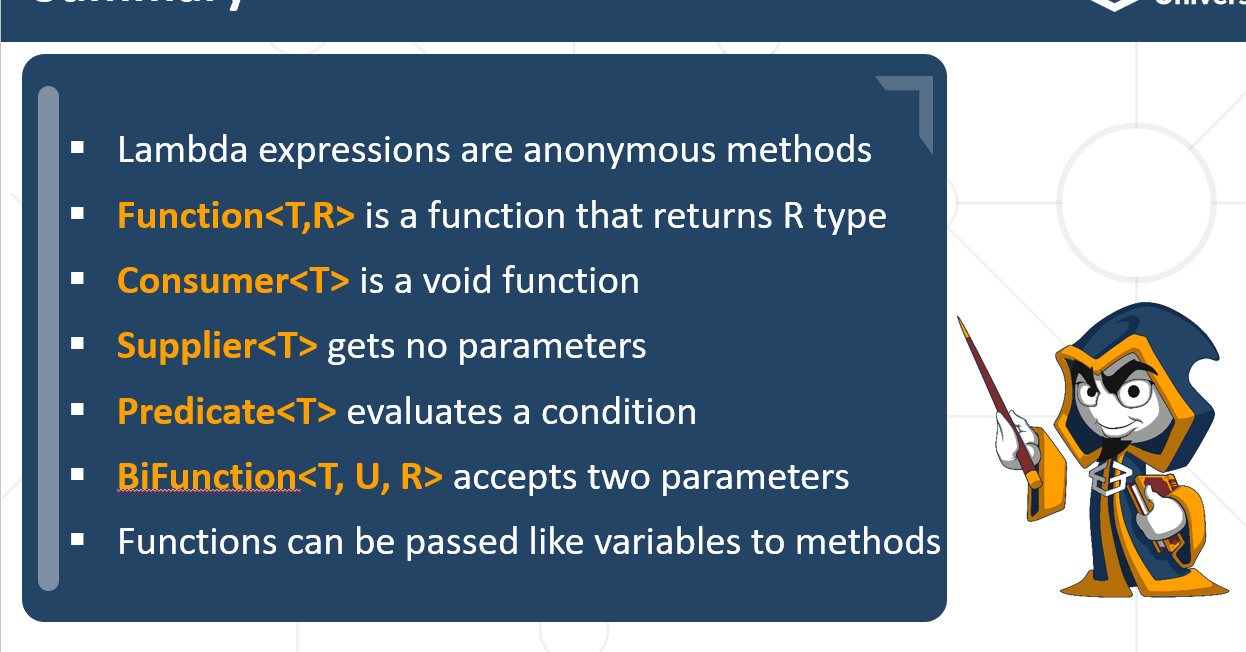 Lambda expressions are anonymous methods
Function<T,R> is a function that returns R type
Consumer<T> is a void function
Supplier<T> gets no parameters
Predicate<T> evaluates a condition
BiFunction<T, U, R> accepts two parameters
Functions can be passed like variables to methods